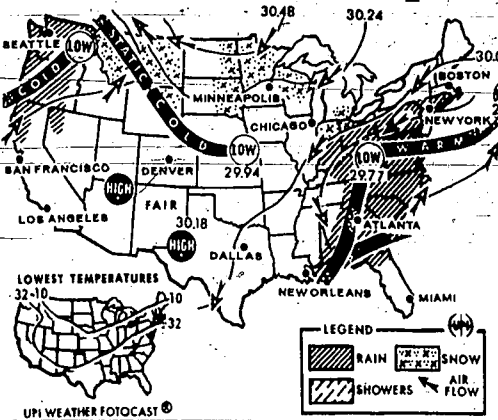 30.48
30.24
30.0
SEATTLE
LOW
COLD
STATIC COLD
MINNEAPOLIS
BOSTON
NEW YORK
CHICAGO
LOW
29.94
LOW
WARM
29.77
SAN FRANCISCO
DENVER
HIGH
FAIR
LOS ANGELES
30.18
HIGH
ATLANTA
DALLAS
NEW ORLEANS
MIAMI
LOWEST TEMPERATURES
32
-10
10
32
LEGEND
RAIN
SNOW
SHOWERS
AIR FLOW
UPI WEATHER FOTOCAST ®